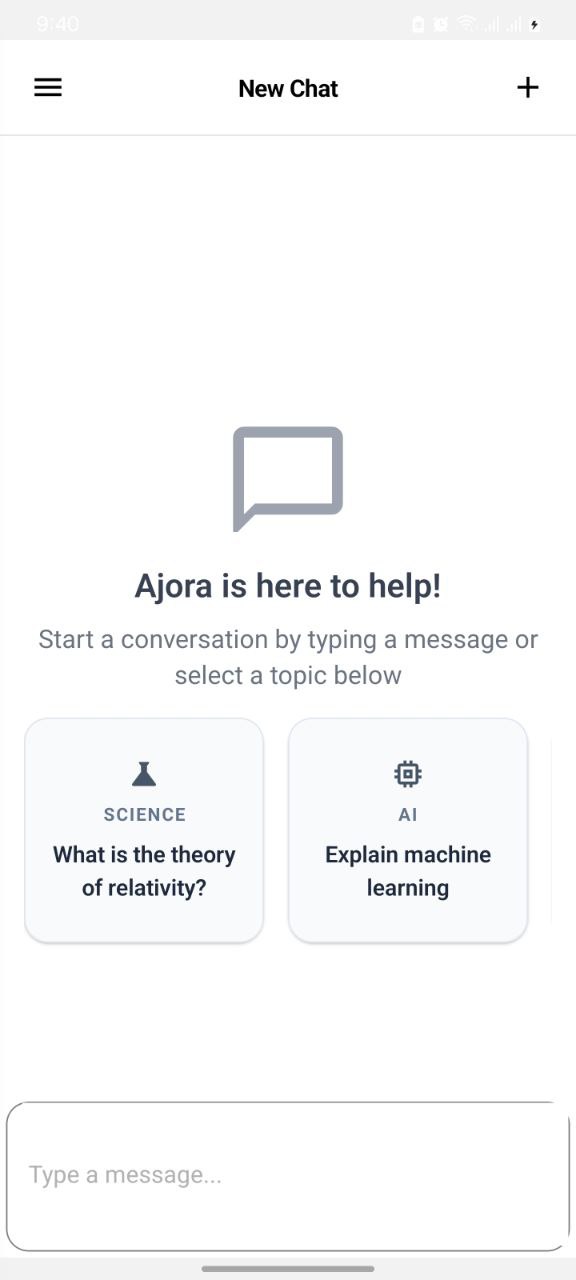 9:40
New Chat
Ajora is here to help!
Start a conversation by typing a message or
select a topic below
SCIENCE
What is the theory
of relativity?
AI
Explain machine
learning
Type a message...